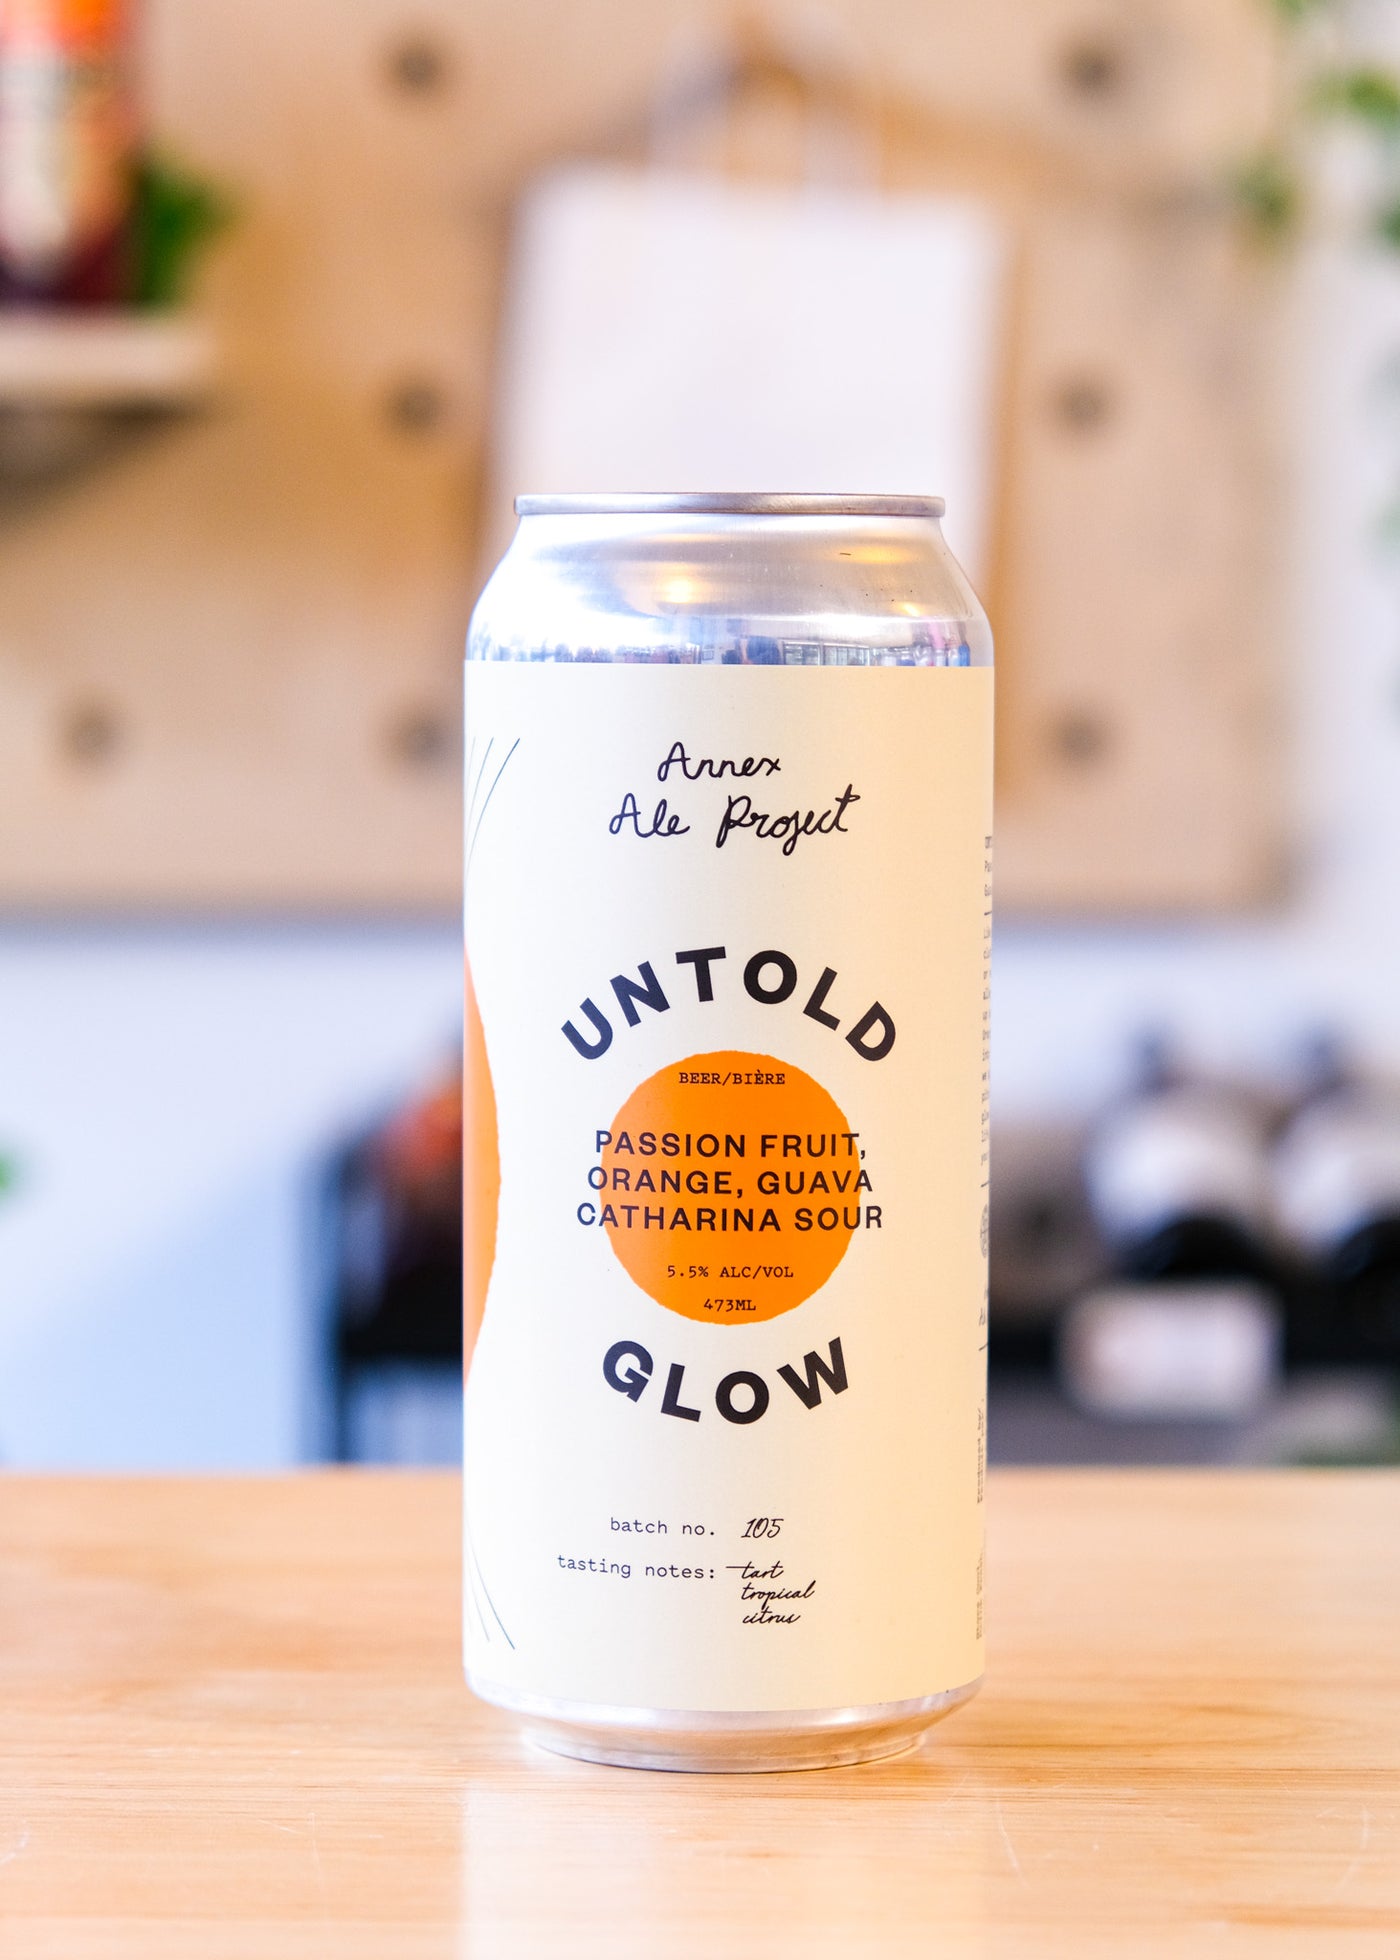 Annex
Ale Project
UNTOLD
BEER/BIÈRE
PASSION FRUIT,
ORANGE, GUAVA
CATHARINA SOUR
5.5% ALC/VOL
473ML
GLOW
batch no. 105
tasting notes: tart
tropical
citrus